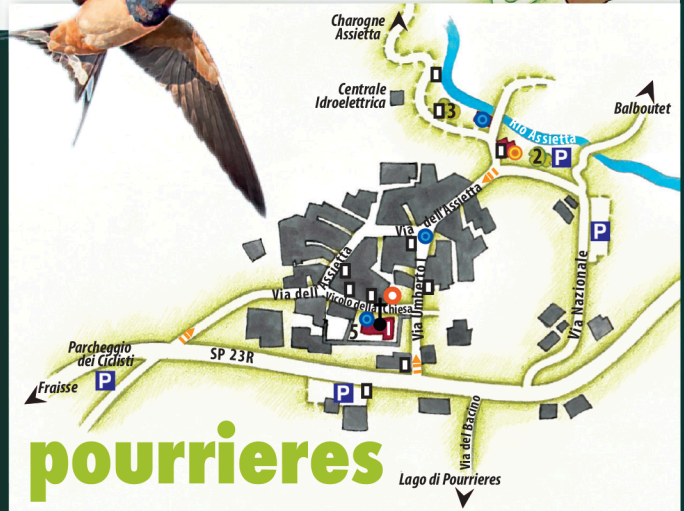 Charogne
Assietta
Centrale
Idroelettrica
Balboutet
3
Rio Assietta
2
P
P
Via dell'Assietta
Via dell'Assietta
Vicolo della Chiesa
Via Umberto I
Via Nazionale
5
1
Parcheggio
dei Ciclisti
P
SP 23R
Fraisse
P
Via del Bacino
pourrieres
Lago di Pourrieres